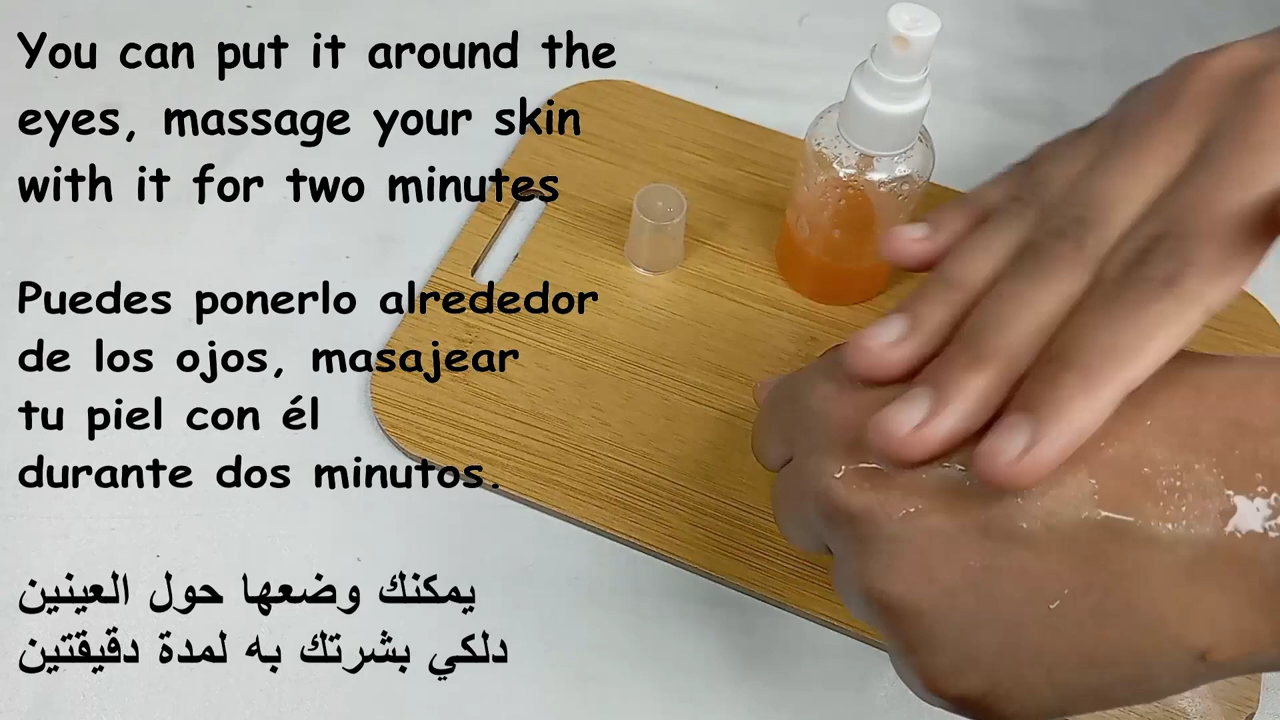 You can put it around the
eyes, massage your skin
with it for two minutes
Puedes ponerlo alrededor
de los ojos, masajear
tu piel con él
durante dos minutos.
يمكنك وضعها حول العينين
دلكي بشرتك به لمدة دقيقتين